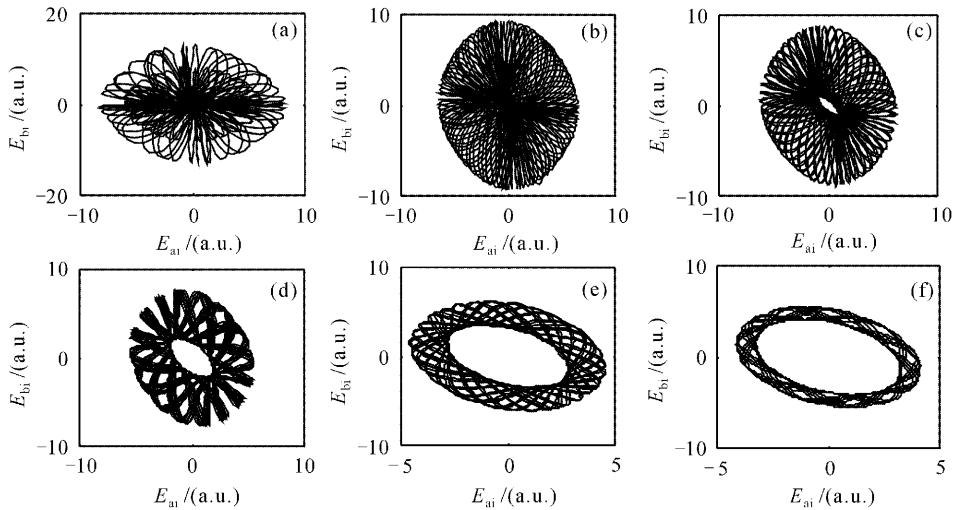 20 (a) 10 (b) 10 (c)
E_bi/(a.u.) 0 E_bi/(a.u.) 0 E_bi/(a.u.) 0
−20 −10 −10
−10 0 10 −10 0 10 −10 0 10
E_ai/(a.u.) E_ai/(a.u.) E_ai/(a.u.)
10 (d) 10 (e) 10 (f)
E_bi/(a.u.) 0 E_bi/(a.u.) 0 E_bi/(a.u.) 0
−10 −10 −10
−10 0 10 −5 0 5 −5 0 5
E_ai/(a.u.) E_ai/(a.u.) E_ai/(a.u.)